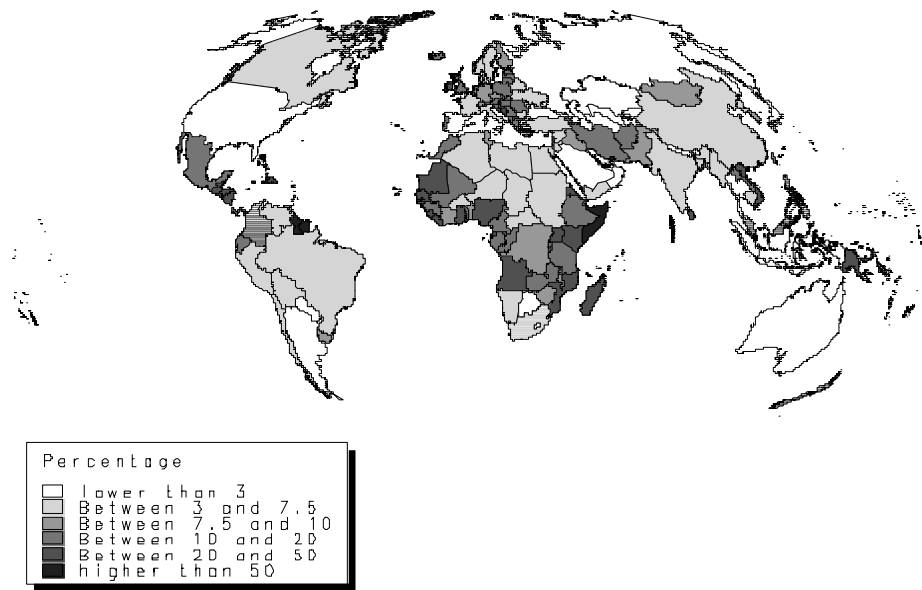 Percentage
lower than 3
Between 3 and 7.5
Between 7.5 and 10
Between 10 and 20
Between 20 and 50
higher than 50